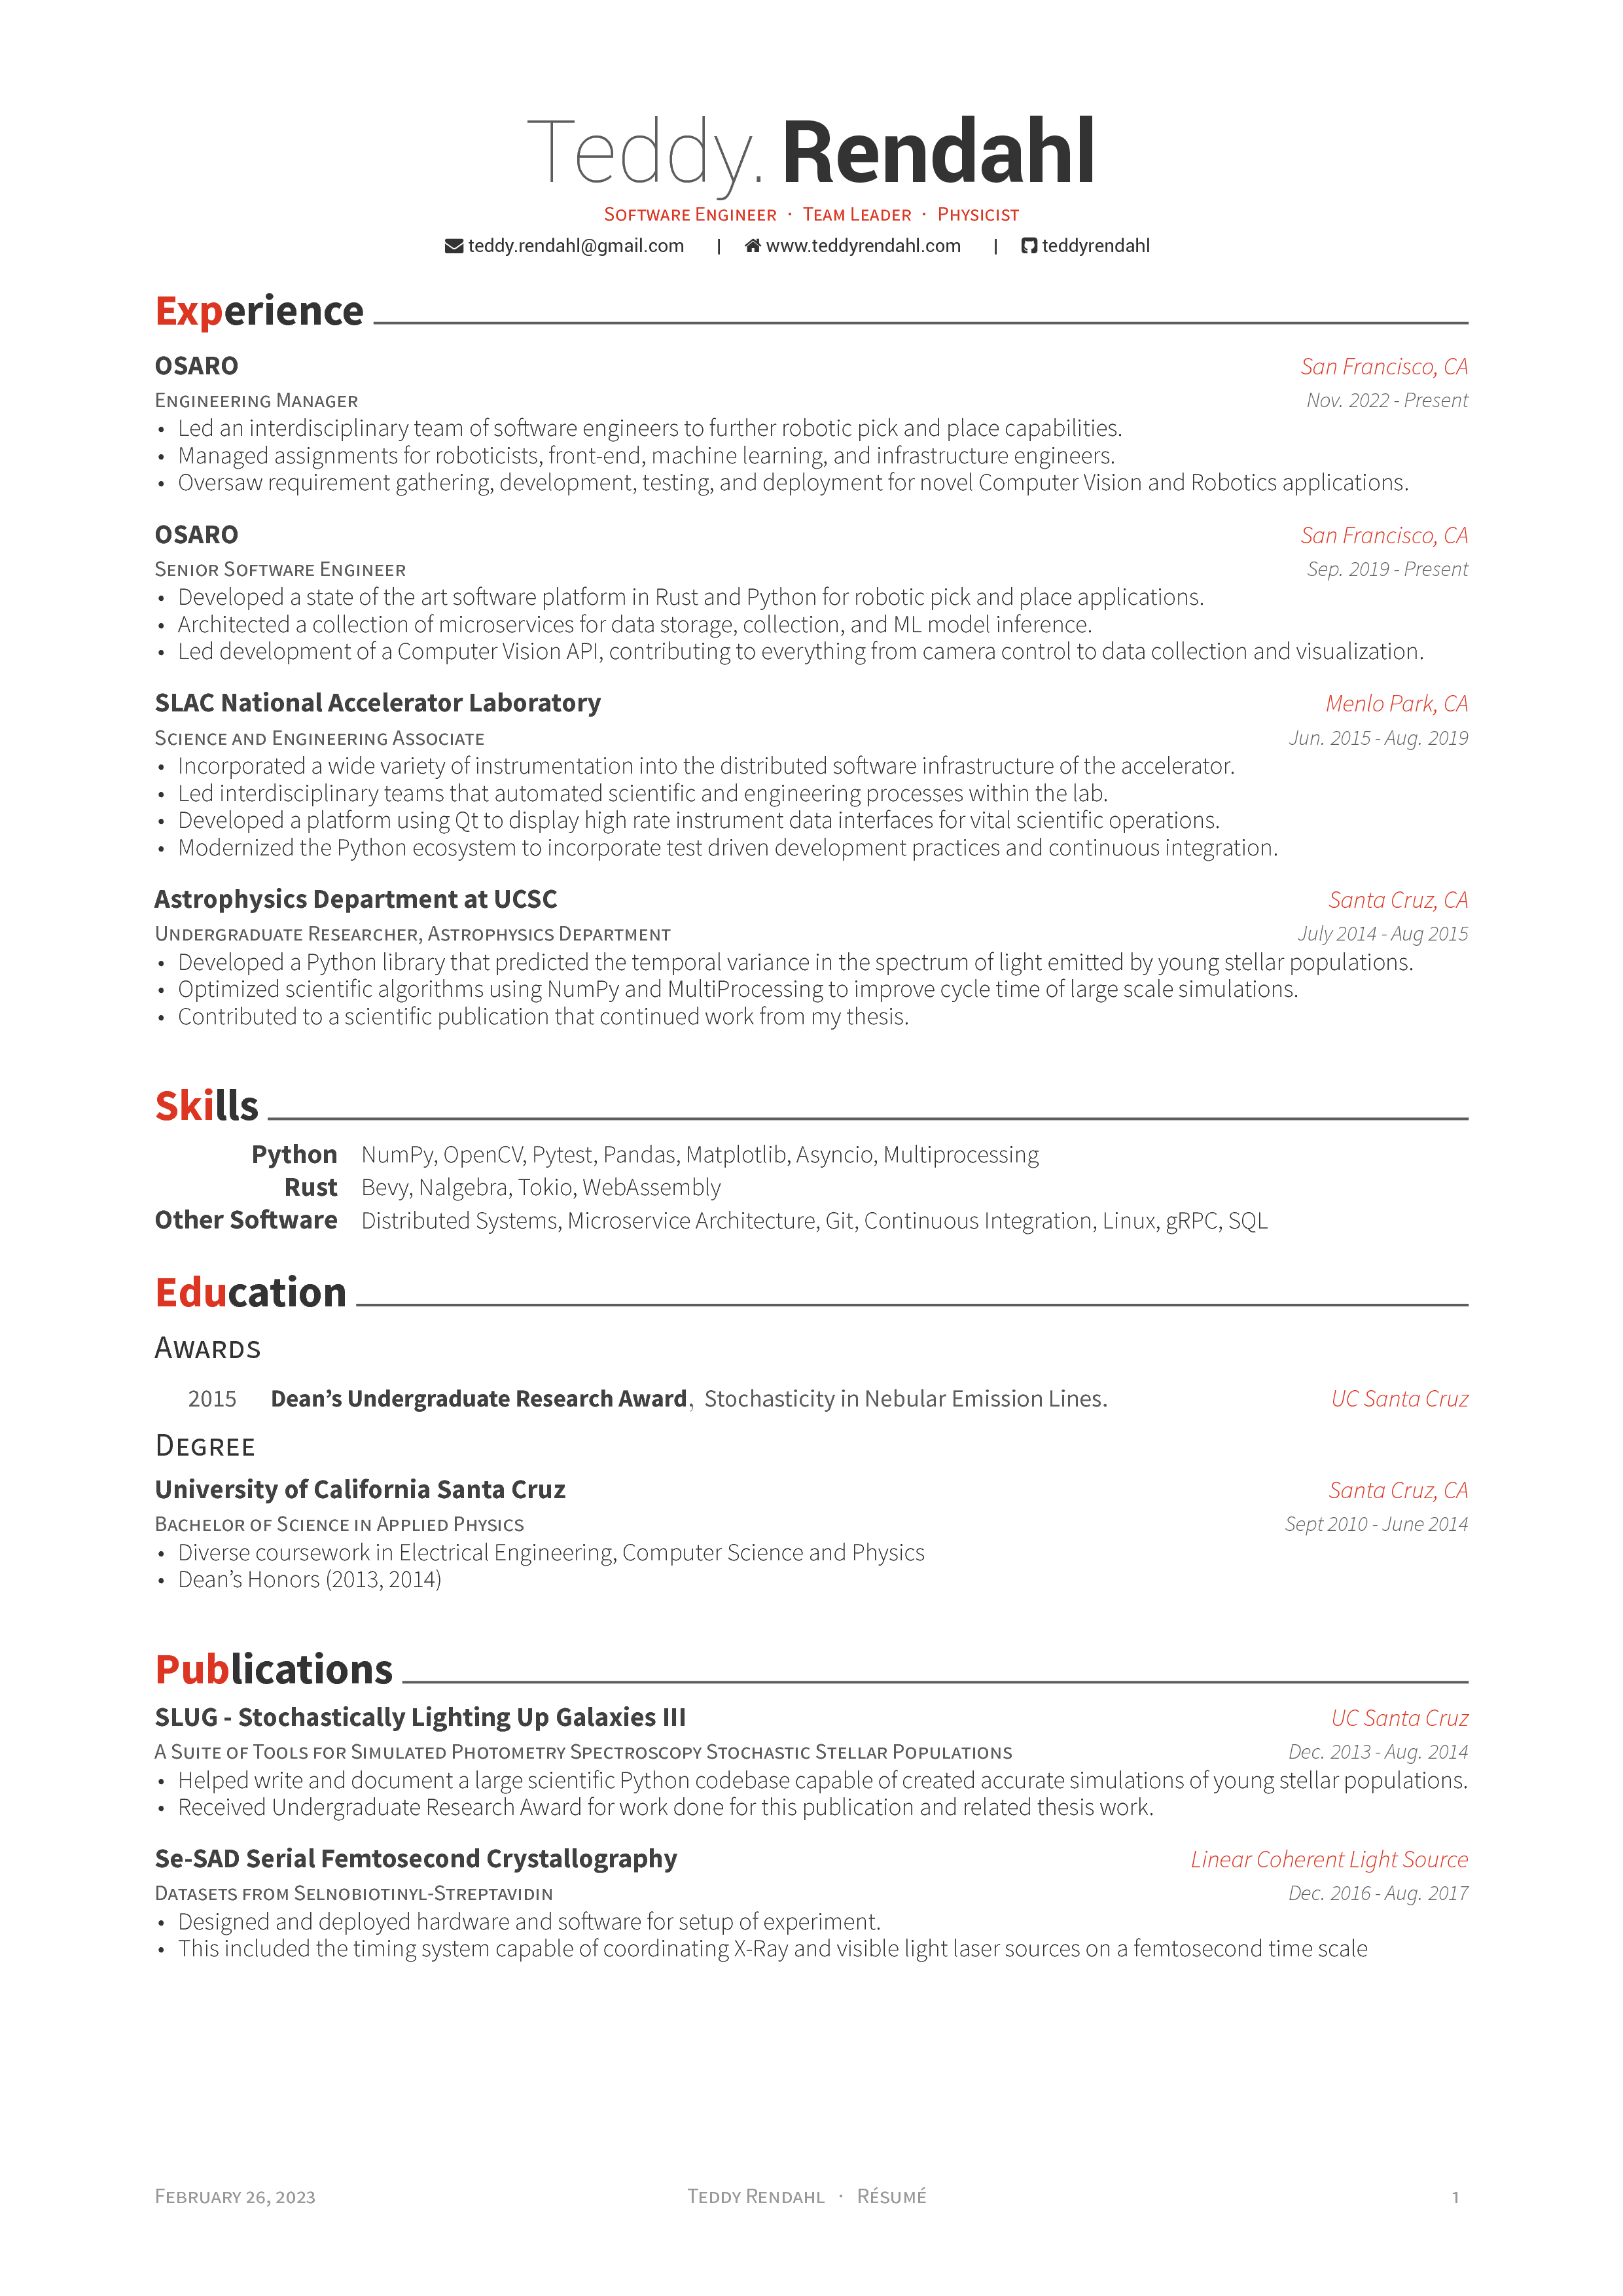 Teddy. Rendahl
Software Engineer · Team Leader · Physicist
teddy.rendahl@gmail.com | www.teddyrendahl.com | teddyrendahl
Experience
OSARO San Francisco, CA
Engineering Manager Nov. 2022 - Present
• Led an interdisciplinary team of software engineers to further robotic pick and place capabilities.
• Managed assignments for roboticists, front-end, machine learning, and infrastructure engineers.
• Oversaw requirement gathering, development, testing, and deployment for novel Computer Vision and Robotics applications.
OSARO San Francisco, CA
Senior Software Engineer Sep. 2019 - Present
• Developed a state of the art software platform in Rust and Python for robotic pick and place applications.
• Architected a collection of microservices for data storage, collection, and ML model inference.
• Led development of a Computer Vision API, contributing to everything from camera control to data collection and visualization.
SLAC National Accelerator Laboratory Menlo Park, CA
Science and Engineering Associate Jun. 2015 - Aug. 2019
• Incorporated a wide variety of instrumentation into the distributed software infrastructure of the accelerator.
• Led interdisciplinary teams that automated scientific and engineering processes within the lab.
• Developed a platform using Qt to display high rate instrument data interfaces for vital scientific operations.
• Modernized the Python ecosystem to incorporate test driven development practices and continuous integration.
Astrophysics Department at UCSC Santa Cruz, CA
Undergraduate Researcher, Astrophysics Department July 2014 - Aug 2015
• Developed a Python library that predicted the temporal variance in the spectrum of light emitted by young stellar populations.
• Optimized scientific algorithms using NumPy and MultiProcessing to improve cycle time of large scale simulations.
• Contributed to a scientific publication that continued work from my thesis.
Skills
Python NumPy, OpenCV, Pytest, Pandas, Matplotlib, Asyncio, Multiprocessing
Rust Bevy, Nalgebra, Tokio, WebAssembly
Other Software Distributed Systems, Microservice Architecture, Git, Continuous Integration, Linux, gRPC, SQL
Education
Awards
2015 Dean's Undergraduate Research Award, Stochasticity in Nebular Emission Lines. UC Santa Cruz
Degree
University of California Santa Cruz Santa Cruz, CA
Bachelor of Science in Applied Physics Sept 2010 - June 2014
• Diverse coursework in Electrical Engineering, Computer Science and Physics
• Dean's Honors (2013, 2014)
Publications
SLUG - Stochastically Lighting Up Galaxies III UC Santa Cruz
A Suite of Tools for Simulated Photometry Spectroscopy Stochastic Stellar Populations Dec. 2013 - Aug. 2014
• Helped write and document a large scientific Python codebase capable of created accurate simulations of young stellar populations.
• Received Undergraduate Research Award for work done for this publication and related thesis work.
Se-SAD Serial Femtosecond Crystallography Linear Coherent Light Source
Datasets from Selnobiotinyl-Streptavidin Dec. 2016 - Aug. 2017
• Designed and deployed hardware and software for setup of experiment.
• This included the timing system capable of coordinating X-Ray and visible light laser sources on a femtosecond time scale
February 26, 2023 Teddy Rendahl · Résumé 1